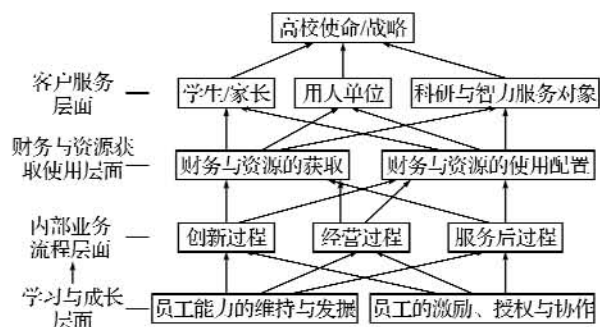 高校使命/战略
客户服务
层面
学生/家长
用人单位
科研与智力服务对象
财务与资源获
取使用层面
财务与资源的获取
财务与资源的使用配置
内部业务
流程层面
创新过程
经营过程
服务后过程
学习与成长
层面
员工能力的维持与发掘
员工的激励、授权与协作